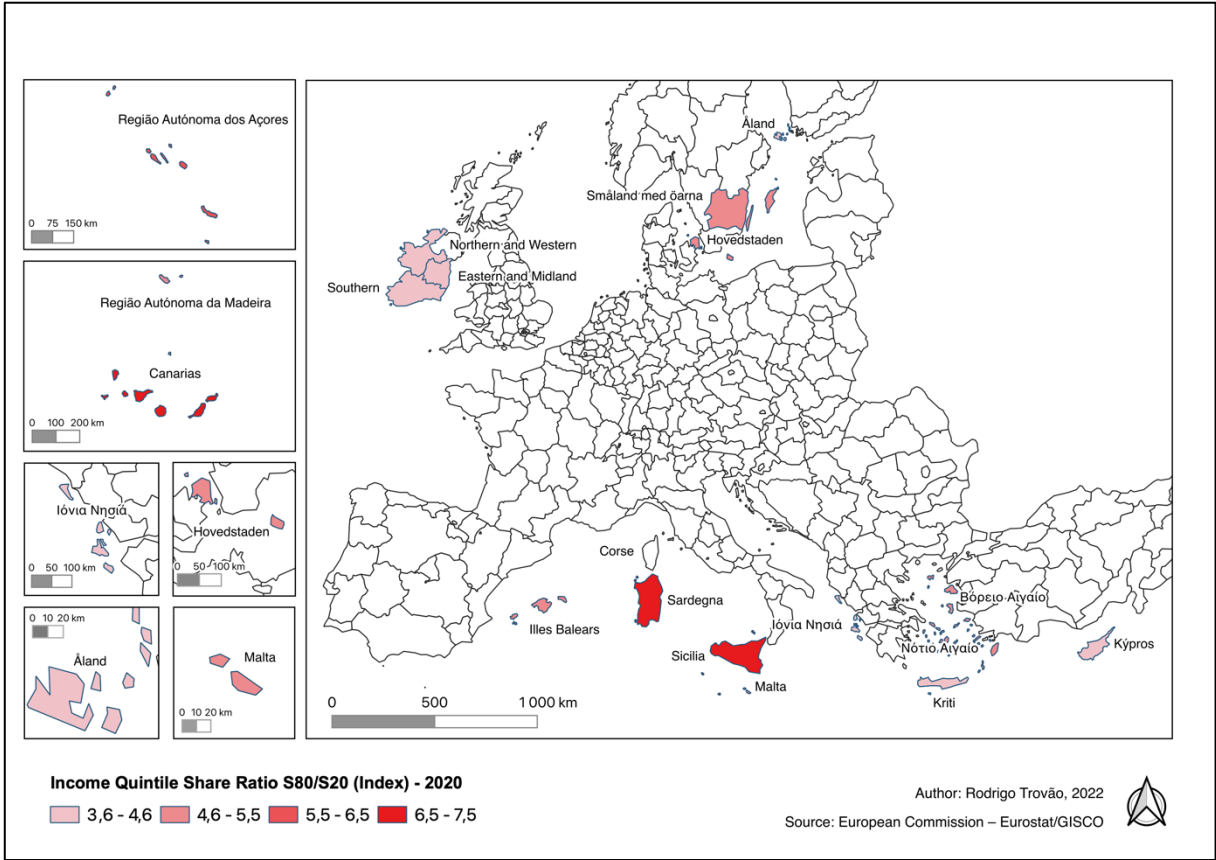 Região Autónoma dos Açores
0 75 150 km
Região Autónoma da Madeira
Canarias
0 100 200 km
Ιόνια Νησιά
0 50 100 km
Hovedstaden
0 50 100 km
0 10 20 km
Åland
Malta
0 10 20 km
Åland
Småland med öarna
Hovedstaden
Northern and Western
Eastern and Midland
Southern
Corse
Sardegna
Illes Balears
Sicilia
Malta
Ιόνια Νησιά
Βόρειο Αιγαίο
Νότιο Αιγαίο
Kýpros
Kriti
0 500 1 000 km
Income Quintile Share Ratio S80/S20 (Index) - 2020
3,6 – 4,6 4,6 – 5,5 5,5 – 6,5 6,5 – 7,5
Author: Rodrigo Trovão, 2022
Source: European Commission – Eurostat/GISCO